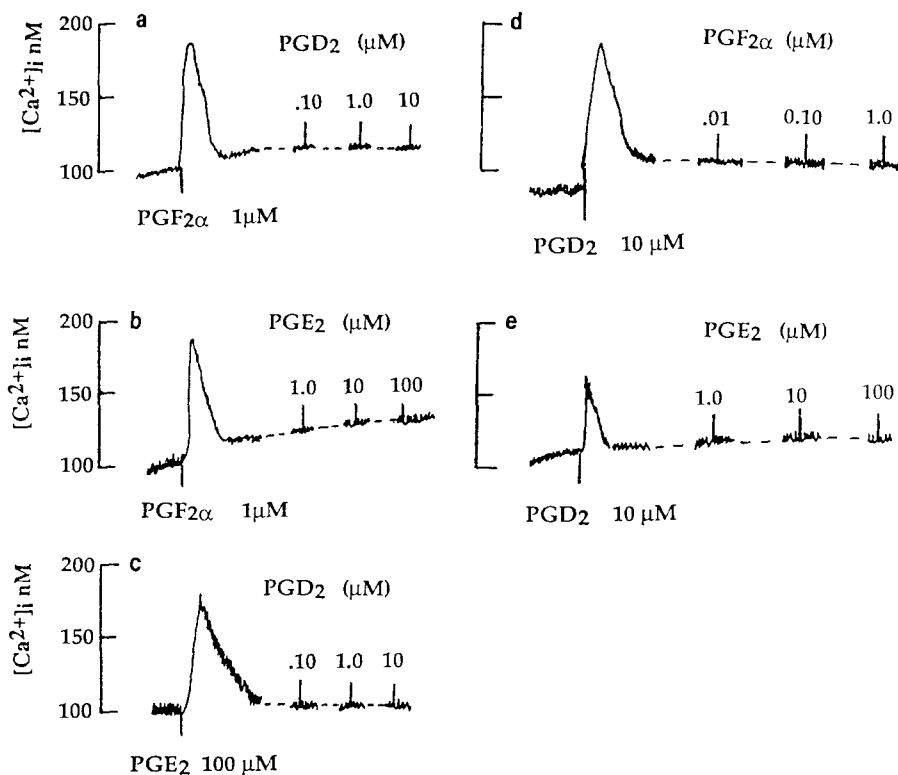 a
[Ca2+]i nM
200
150
100
PGD2 (μM)
.10 1.0 10
PGF2α 1μM
d
PGF2α (μM)
.01 0.10 1.0
PGD2 10 μM
b
[Ca2+]i nM
200
150
100
PGE2 (μM)
1.0 10 100
PGF2α 1μM
e
PGE2 (μM)
1.0 10 100
PGD2 10 μM
c
[Ca2+]i nM
200
150
100
PGD2 (μM)
.10 1.0 10
PGE2 100 μM